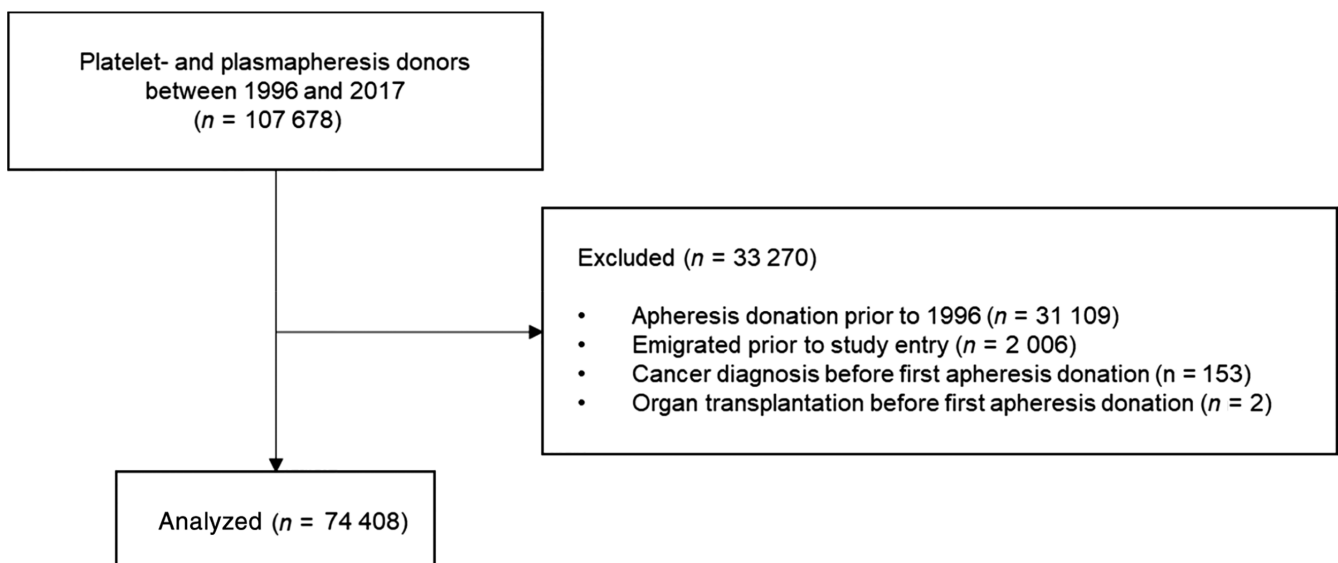 Platelet- and plasmapheresis donors
between 1996 and 2017
(n = 107 678)
Excluded (n = 33 270)
• Apheresis donation prior to 1996 (n = 31 109)
• Emigrated prior to study entry (n = 2 006)
• Cancer diagnosis before first apheresis donation (n = 153)
• Organ transplantation before first apheresis donation (n = 2)
Analyzed (n = 74 408)